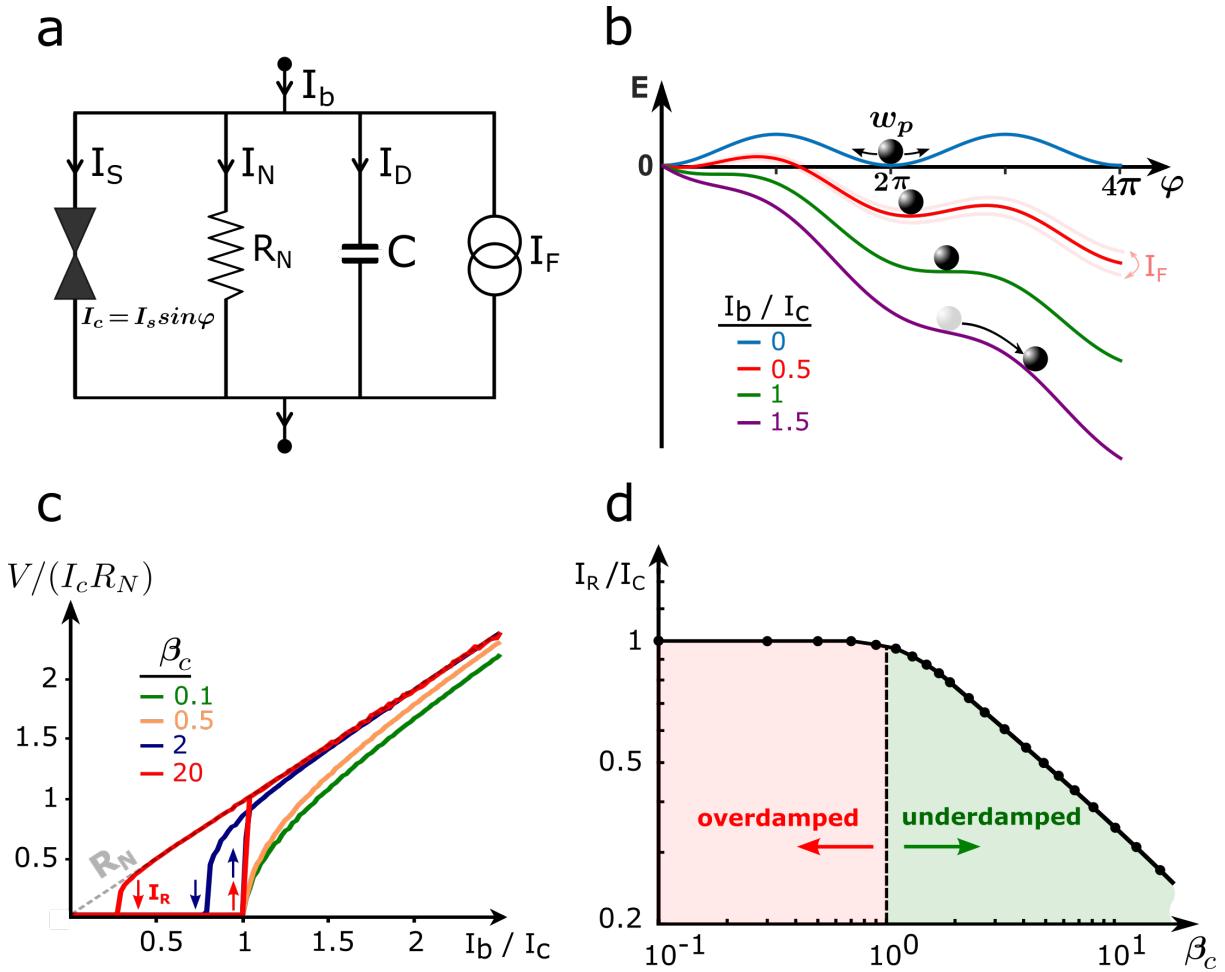 a
I_b
I_S
I_N
I_D
R_N
C
I_F
I_c = I_s sinφ
b
E
w_p
0
2π
4π
φ
I_F
I_b / I_c
0
0.5
1
1.5
c
V/(I_c R_N)
β_c
0.1
0.5
2
20
2
1.5
1
0.5
R_N
I_R
0.5
1
1.5
2
I_b / I_c
d
I_R/I_C
1
0.5
0.2
overdamped
underdamped
10^-1
10^0
10^1
β_c